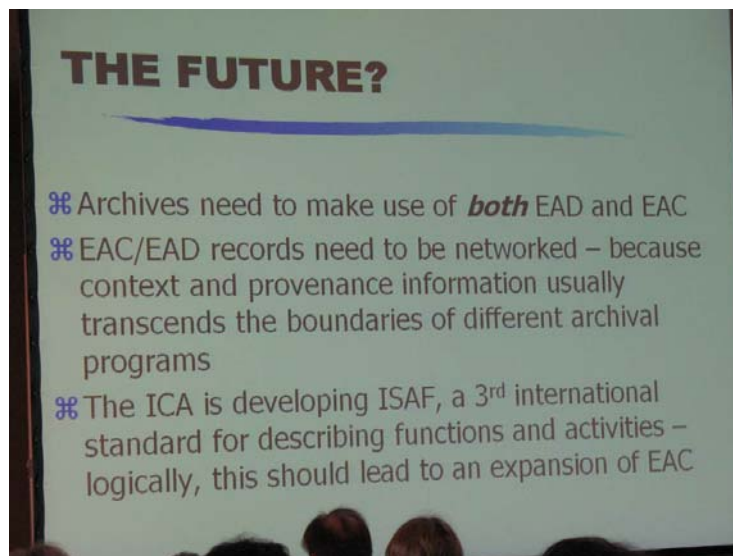 THE FUTURE?
⌘ Archives need to make use of both EAD and EAC
⌘ EAC/EAD records need to be networked – because
context and provenance information usually
transcends the boundaries of different archival
programs
⌘ The ICA is developing ISAF, a 3rd international
standard for describing functions and activities –
logically, this should lead to an expansion of EAC